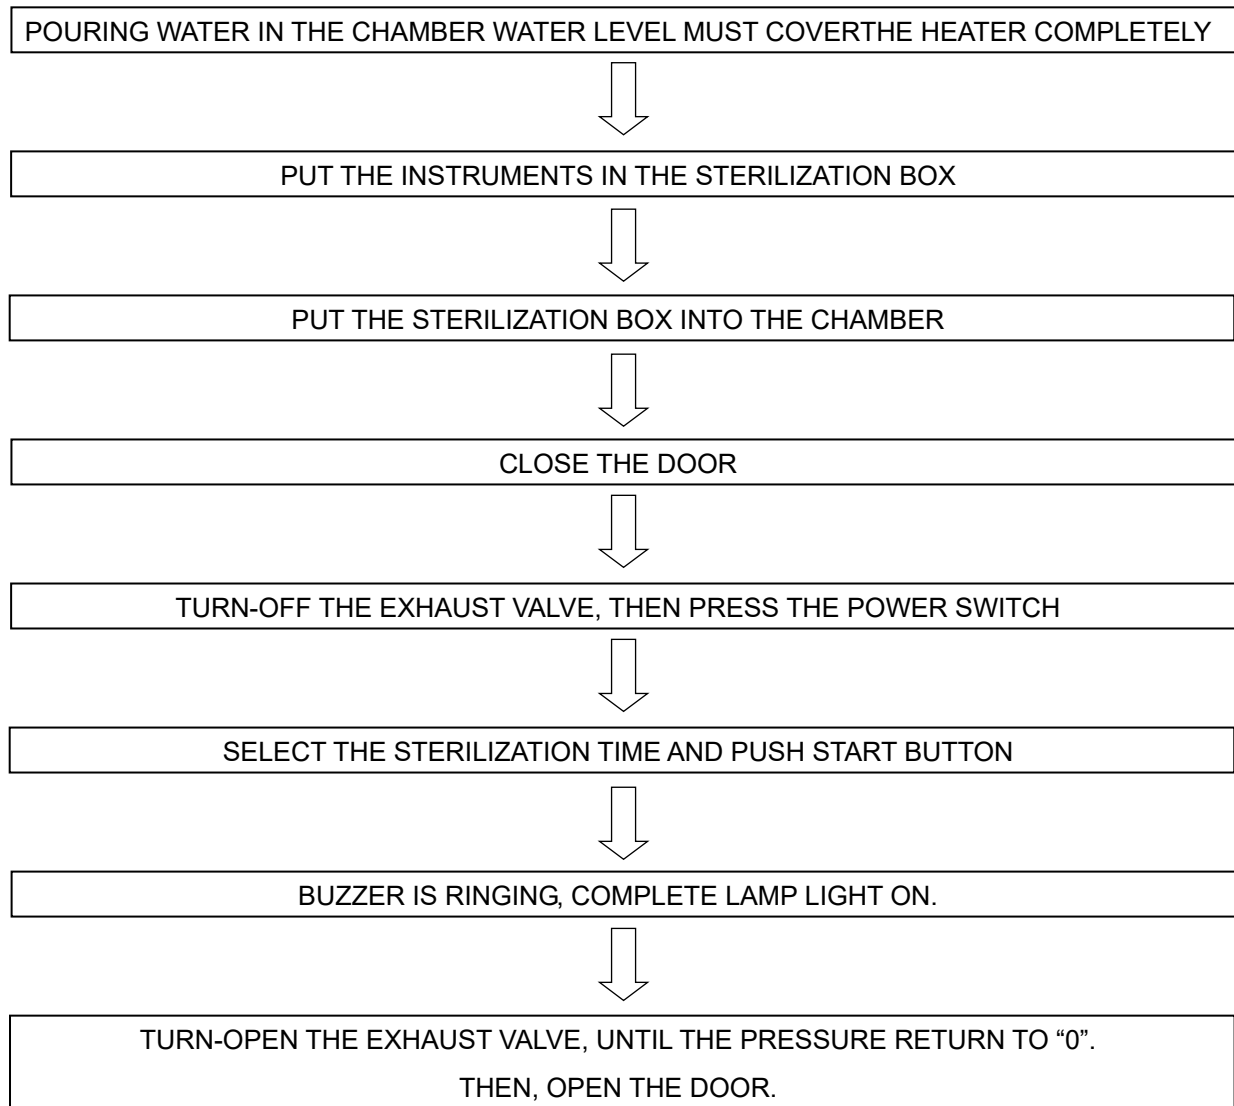 POURING WATER IN THE CHAMBER WATER LEVEL MUST COVERTHE HEATER COMPLETELY
PUT THE INSTRUMENTS IN THE STERILIZATION BOX
PUT THE STERILIZATION BOX INTO THE CHAMBER
CLOSE THE DOOR
TURN-OFF THE EXHAUST VALVE, THEN PRESS THE POWER SWITCH
SELECT THE STERILIZATION TIME AND PUSH START BUTTON
BUZZER IS RINGING, COMPLETE LAMP LIGHT ON.
TURN-OPEN THE EXHAUST VALVE, UNTIL THE PRESSURE RETURN TO “0”.
THEN, OPEN THE DOOR.